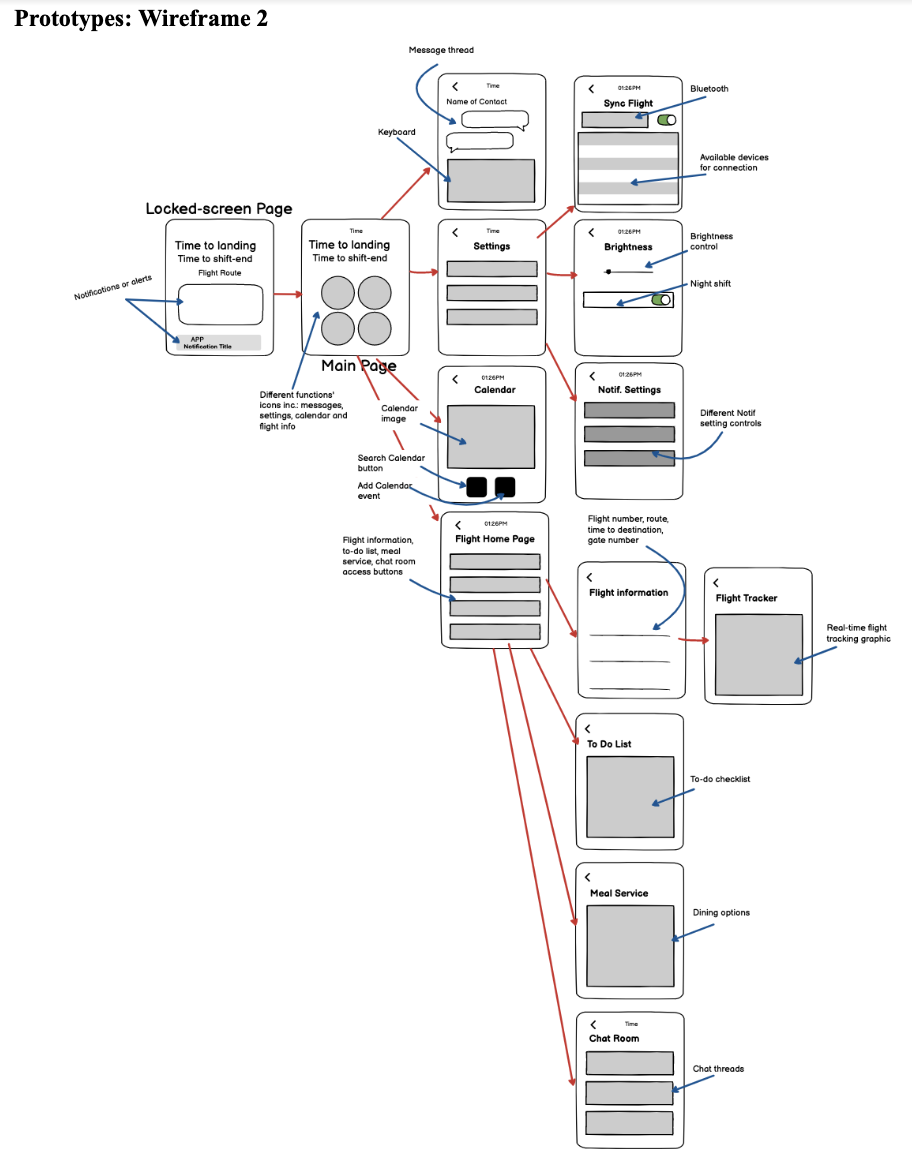 Prototypes: Wireframe 2
Message thread
Time
Name of Contact
Keyboard
01:26PM
Sync Flight
Bluetooth
Available devices
for connection
Locked-screen Page
Time to landing
Time to shift-end
Flight Route
Notifications or alerts
APP
Notification Title
Time
Time to landing
Time to shift-end
Main Page
Different functions'
icons inc.: messages,
settings, calendar and
flight info
Time
Settings
01:26PM
Brightness
Brightness
control
Night shift
01:26PM
Calendar
Calendar
image
Search Calendar
button
Add Calendar
event
01:26PM
Notif. Settings
Different Notif
setting controls
01:26PM
Flight Home Page
Flight information,
to-do list, meal
service, chat room
access buttons
Flight number, route,
time to destination,
gate number
Flight information
Flight Tracker
Real-time flight
tracking graphic
To Do List
To-do checklist
Meal Service
Dining options
Time
Chat Room
Chat threads